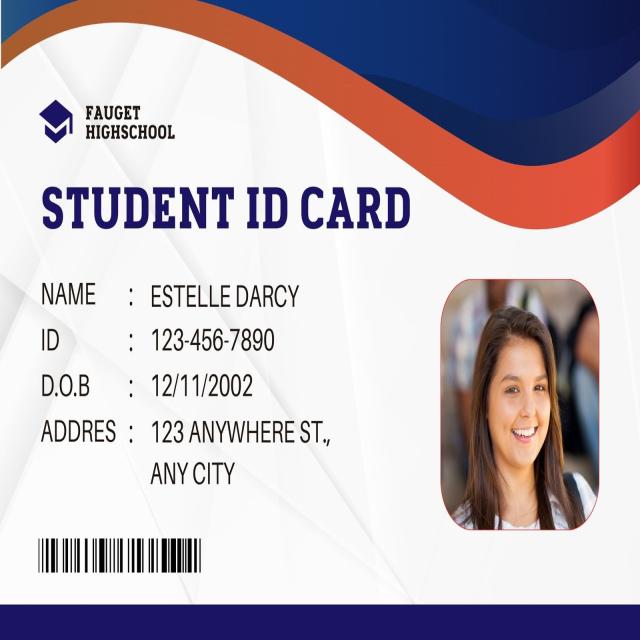 FAUGET
HIGHSCHOOL
STUDENT ID CARD
NAME : ESTELLE DARCY
ID : 123-456-7890
D.O.B : 12/11/2002
ADDRES : 123 ANYWHERE ST.,
ANY CITY